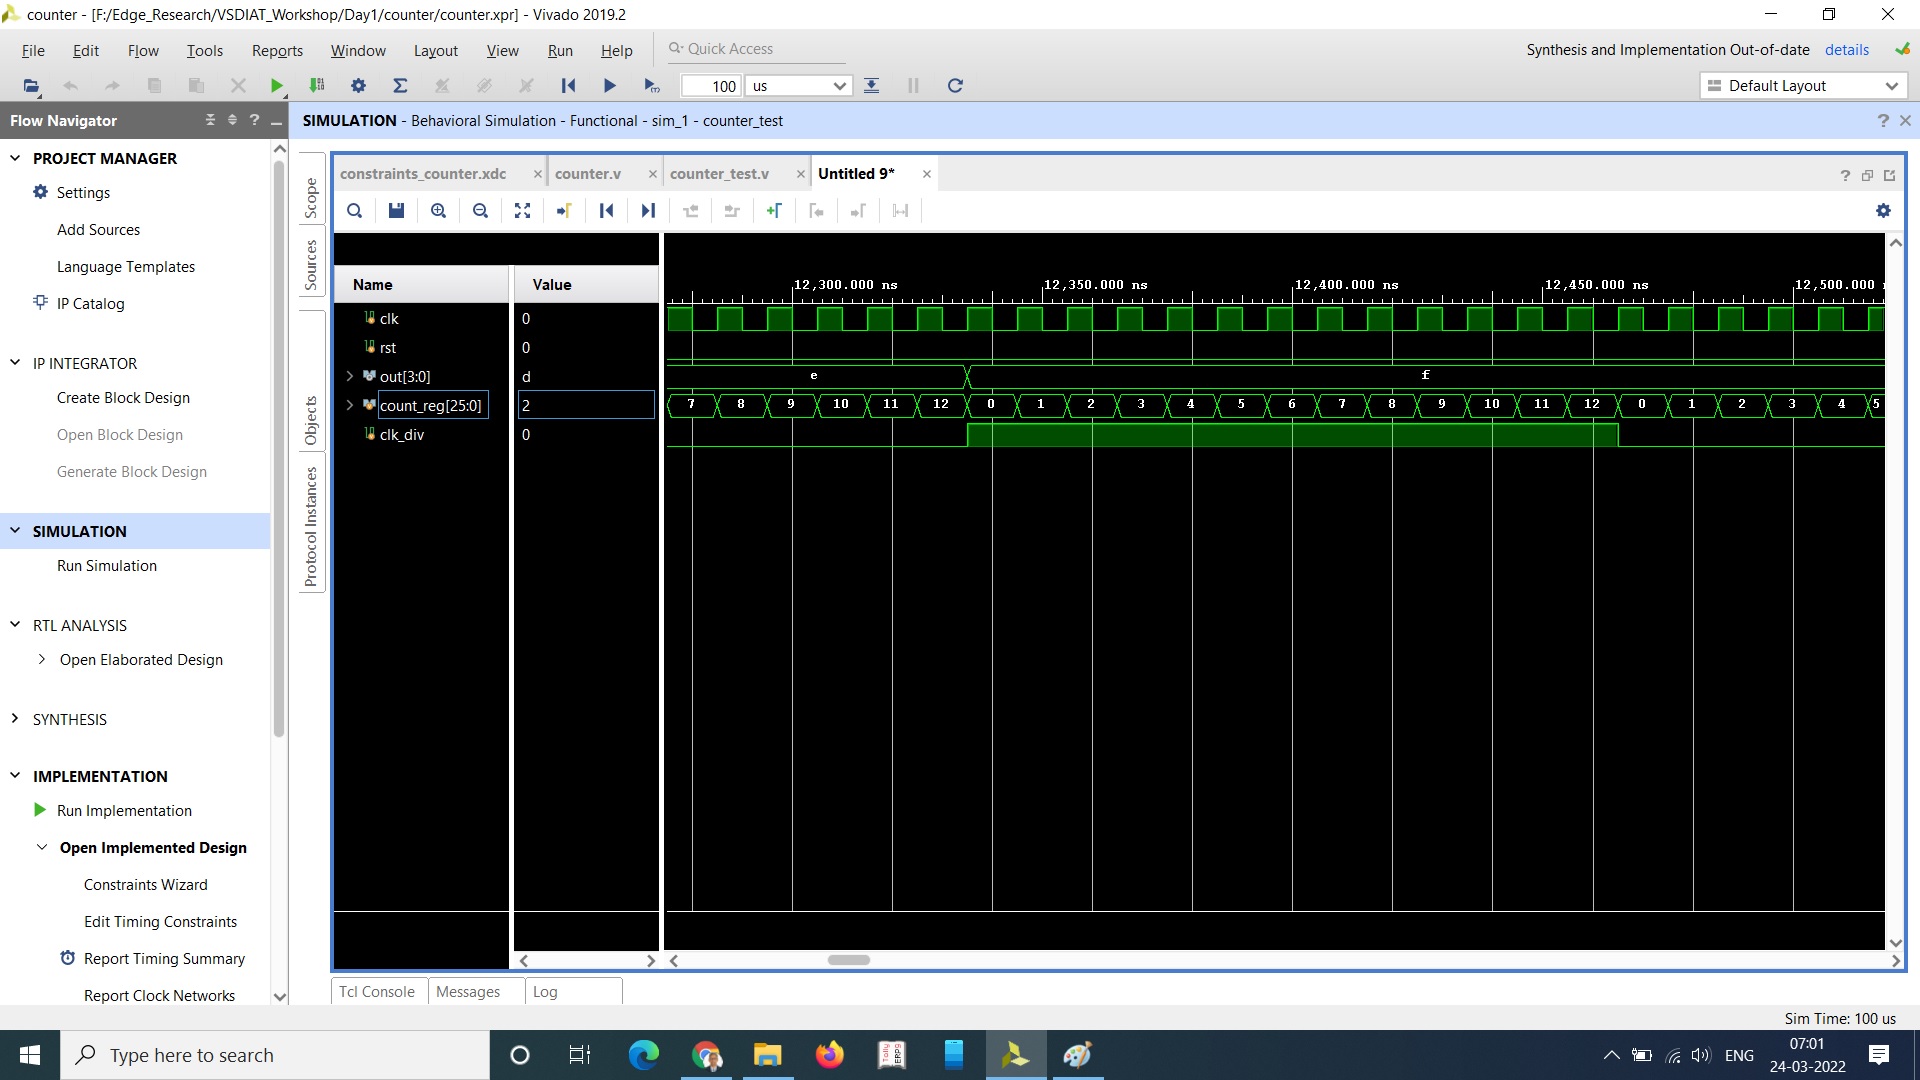 counter - [F:/Edge_Research/VSDIAT_Workshop/Day1/counter/counter.xpr] - Vivado 2019.2
File Edit Flow Tools Reports Window Layout View Run Help Quick Access
Synthesis and Implementation Out-of-date details
100 us
Default Layout
Flow Navigator
PROJECT MANAGER
Settings
Add Sources
Language Templates
IP Catalog
IP INTEGRATOR
Create Block Design
Open Block Design
Generate Block Design
SIMULATION
Run Simulation
RTL ANALYSIS
Open Elaborated Design
SYNTHESIS
IMPLEMENTATION
Run Implementation
Open Implemented Design
Constraints Wizard
Edit Timing Constraints
Report Timing Summary
Report Clock Networks
SIMULATION - Behavioral Simulation - Functional - sim_1 - counter_test
Scope
Sources
Objects
Protocol Instances
constraints_counter.xdc counter.v counter_test.v Untitled 9*
Name Value
12,300.000 ns 12,350.000 ns 12,400.000 ns 12,450.000 ns 12,500.000
clk 0
rst 0
out[3:0] d e f
count_reg[25:0] 2 7 8 9 10 11 12 0 1 2 3 4 5 6 7 8 9 10 11 12 0 1 2 3 4 5
clk_div 0
Tcl Console Messages Log
Sim Time: 100 us
Type here to search
Tally
ERP9
ENG
07:01
24-03-2022